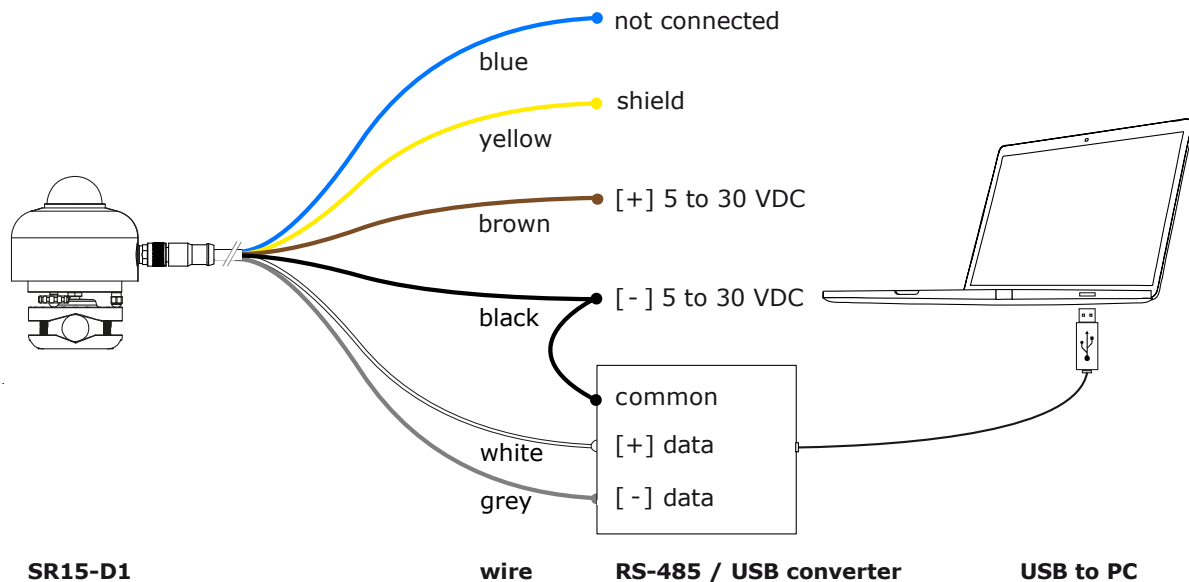 not connected
blue
shield
yellow
[+] 5 to 30 VDC
brown
[-] 5 to 30 VDC
black
common
[+] data
white
[-] data
grey
SR15-D1 wire RS-485 / USB converter USB to PC